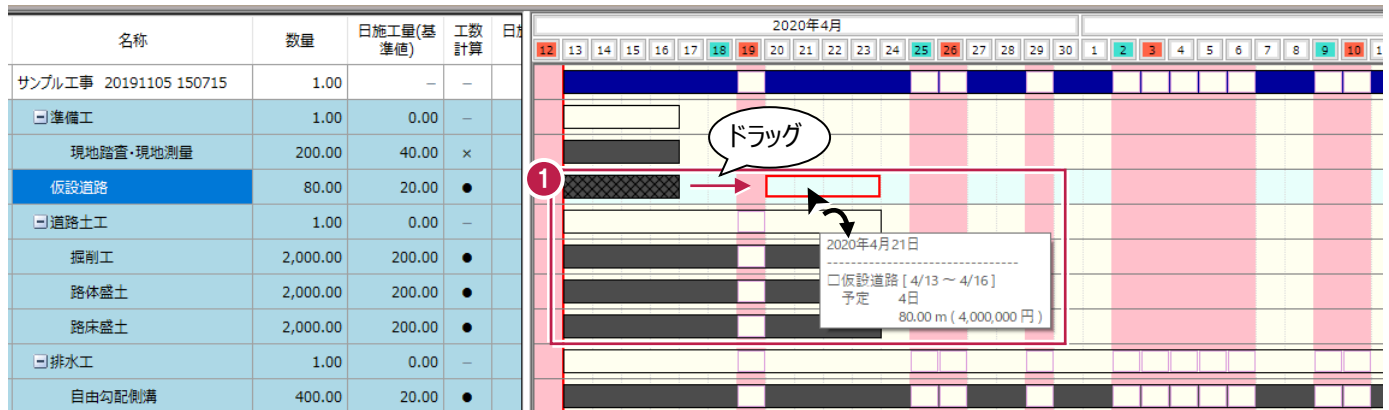 名称 数量 日施工量(基準値) 工数計算 日
2020年4月
12 13 14 15 16 17 18 19 20 21 22 23 24 25 26 27 28 29 30 1 2 3 4 5 6 7 8 9 10 1
サンプル工事 20191105 150715 1.00 – –
準備工 1.00 0.00 –
現地踏査・現地測量 200.00 40.00 ×
仮設道路 80.00 20.00 ●
道路土工 1.00 0.00 –
掘削工 2,000.00 200.00 ●
路体盛土 2,000.00 200.00 ●
路床盛土 2,000.00 200.00 ●
排水工 1.00 0.00 –
自由勾配側溝 400.00 20.00 ●
ドラッグ
1
2020年4月21日
--------------------------------
□仮設道路 [ 4/13 ～ 4/16 ]
予定 4日
80.00 m ( 4,000,000 円 )